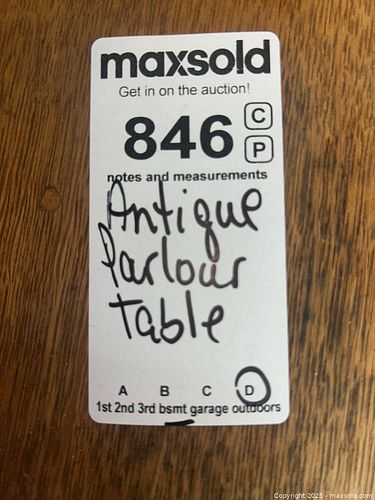 maxsold
Get in on the auction!
846 C
P
notes and measurements
Antique
Parlour
table
A B C D
1st 2nd 3rd bsmt garage outdoors
Copyright 2025 - maxsold.com